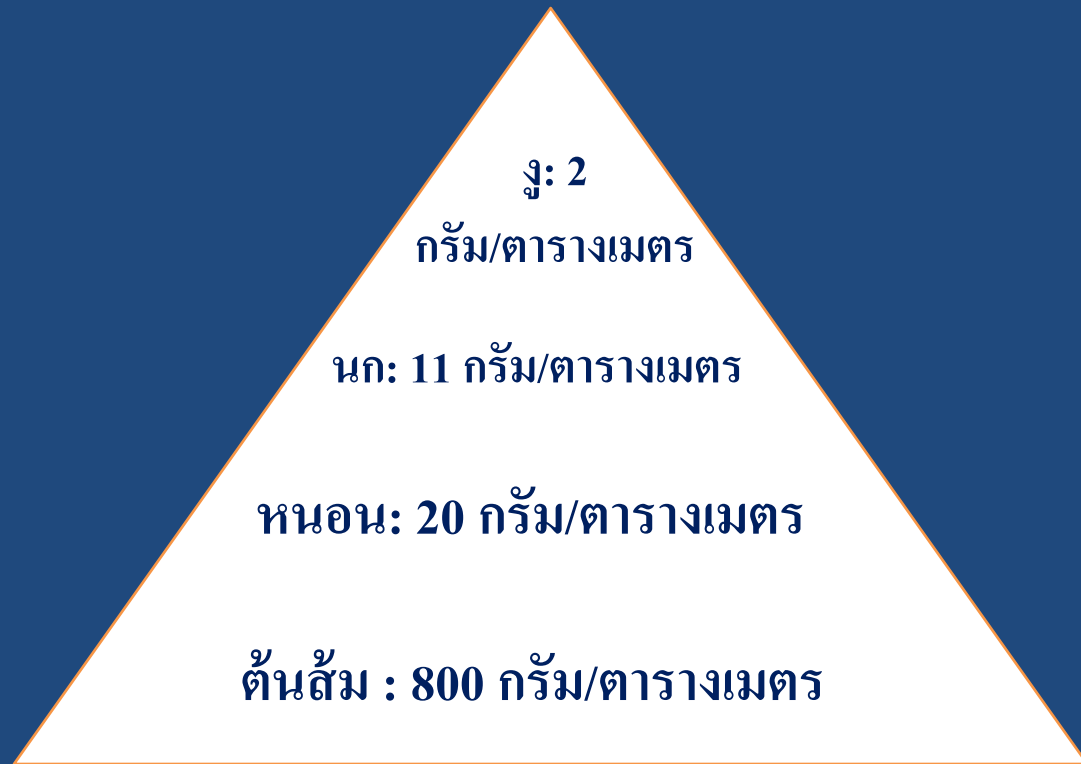 งู: 2
กรัม/ตารางเมตร
นก: 11 กรัม/ตารางเมตร
หนอน: 20 กรัม/ตารางเมตร
ต้นส้ม : 800 กรัม/ตารางเมตร